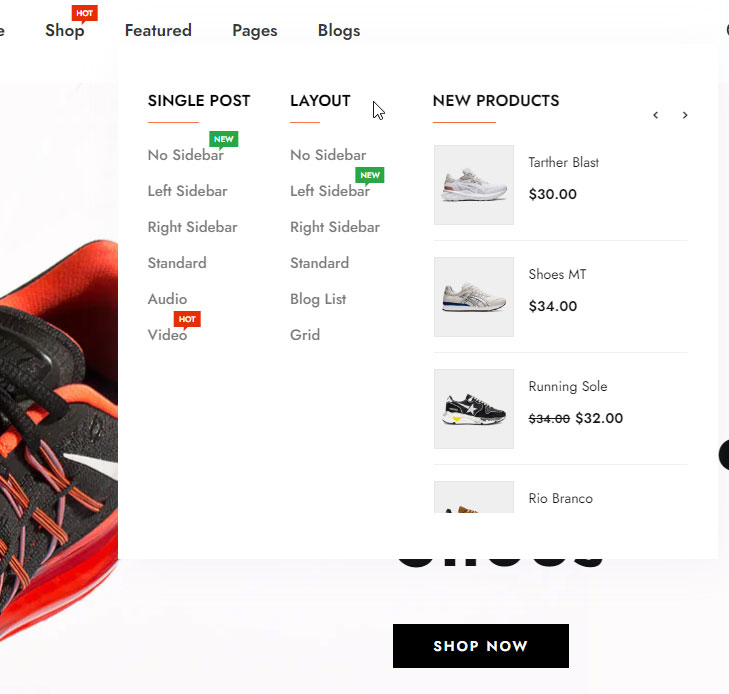 HOT
Shop
Featured
Pages
Blogs
SINGLE POST
NEW
No Sidebar
Left Sidebar
Right Sidebar
Standard
Audio
HOT
Video
LAYOUT
No Sidebar
NEW
Left Sidebar
Right Sidebar
Standard
Blog List
Grid
NEW PRODUCTS
Tarther Blast
$30.00
Shoes MT
$34.00
Running Sole
$34.00 $32.00
Rio Branco
SHOP NOW